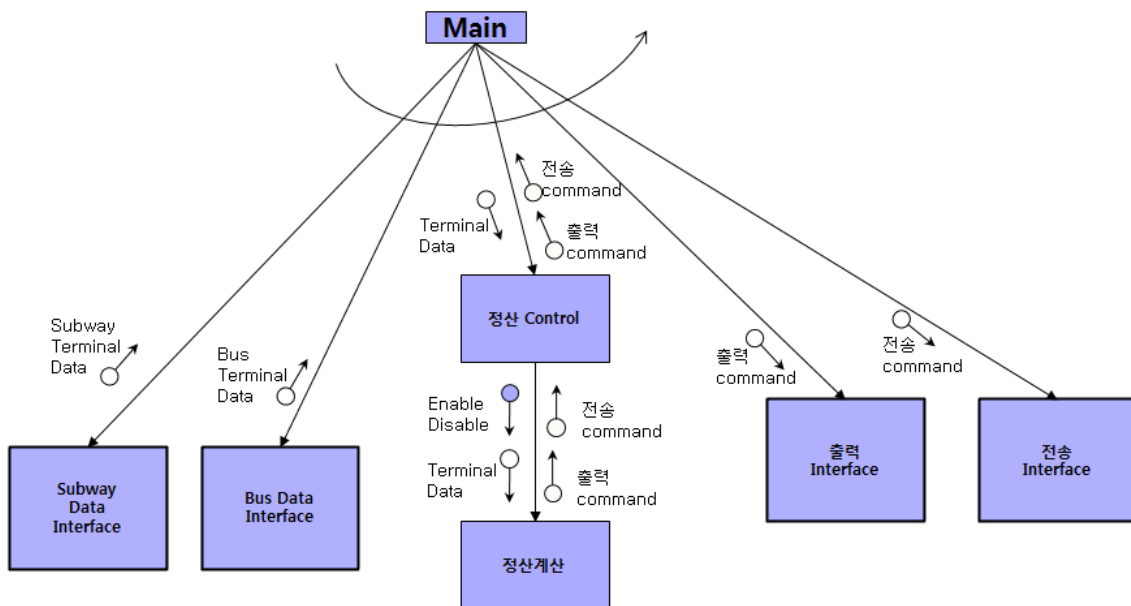 Main
전송
command
Terminal
Data
출력
command
정산 Control
Subway
Terminal
Data
Bus
Terminal
Data
출력
command
전송
command
Enable
Disable
전송
command
Terminal
Data
출력
command
Subway
Data
Interface
Bus Data
Interface
정산계산
출력
Interface
전송
Interface